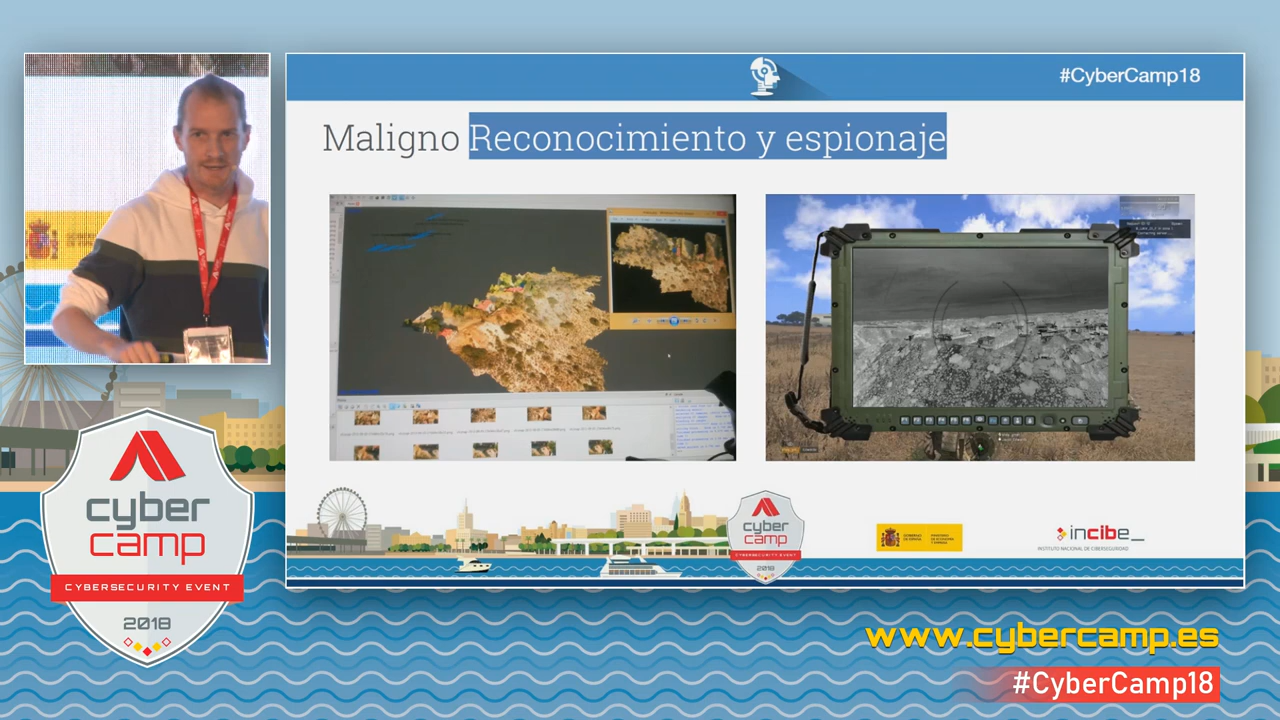 #CyberCamp18
Maligno Reconocimiento y espionaje
cyber
camp
CYBERSECURITY EVENT
2018
incibe_
INSTITUTO NACIONAL DE CIBERSEGURIDAD
cyber
camp
CYBERSECURITY EVENT
2018
www.cybercamp.es
#CyberCamp18